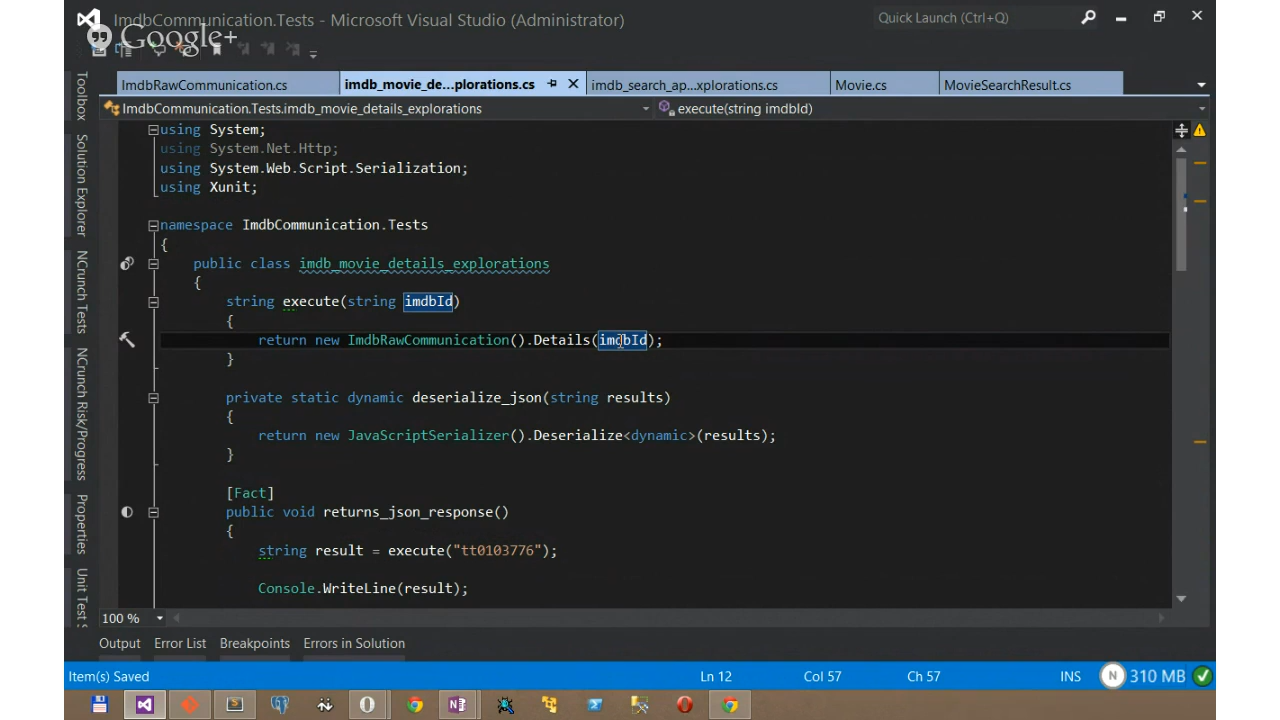 ImdbCommunication.Tests - Microsoft Visual Studio (Administrator)
Quick Launch (Ctrl+Q)
Google+
ImdbRawCommunication.cs
imdb_movie_de...plorations.cs
imdb_search_ap...xplorations.cs
Movie.cs
MovieSearchResult.cs
ImdbCommunication.Tests.imdb_movie_details_explorations
execute(string imdbId)
Toolbox
Solution Explorer
NCrunch Tests
NCrunch Risk/Progress
Properties
Unit Test S
using System;
using System.Net.Http;
using System.Web.Script.Serialization;
using Xunit;
namespace ImdbCommunication.Tests
{
public class imdb_movie_details_explorations
{
string execute(string imdbId)
{
return new ImdbRawCommunication().Details(imdbId);
}
private static dynamic deserialize_json(string results)
{
return new JavaScriptSerializer().Deserialize<dynamic>(results);
}
[Fact]
public void returns_json_response()
{
string result = execute("tt0103776");
Console.WriteLine(result);
100 %
Output
Error List
Breakpoints
Errors in Solution
Item(s) Saved
Ln 12
Col 57
Ch 57
INS
N
310 MB